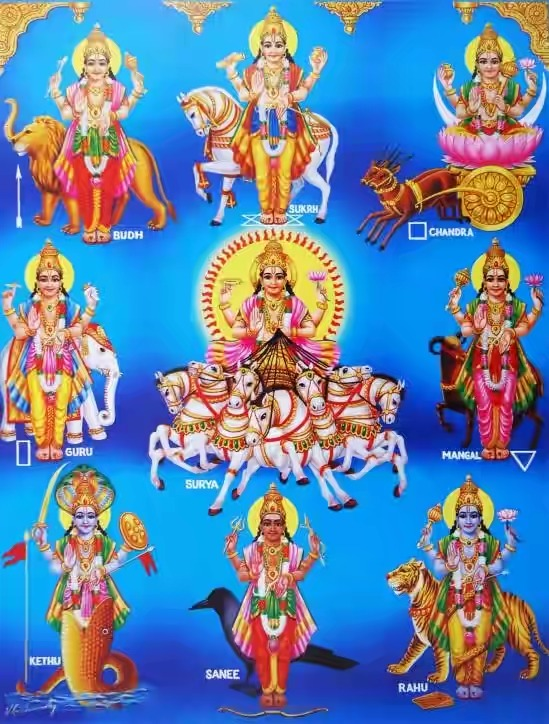 BUDH
SUKRH
CHANDRA
GURU
SURYA
MANGAL
KETHU
SANEE
RAHU